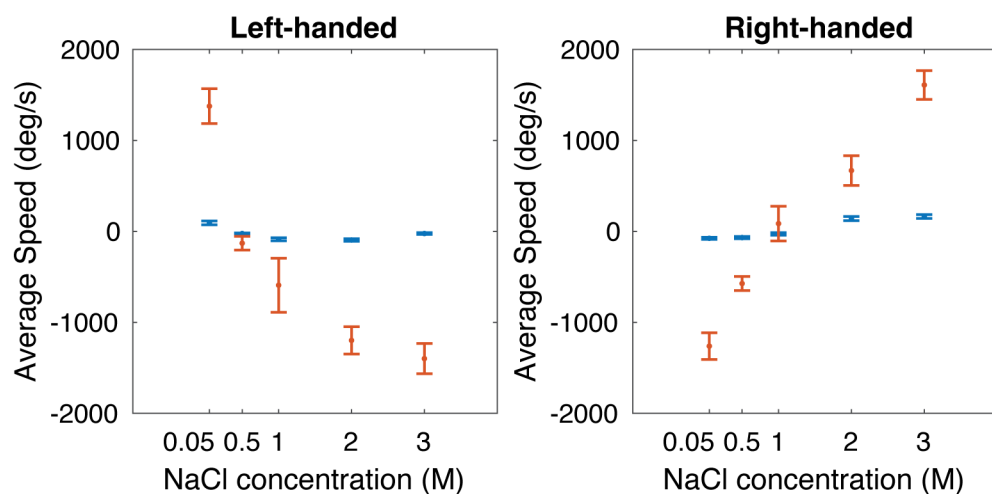 Left-handed
Average Speed (deg/s)
2000
1000
0
-1000
-2000
0.05 0.5 1 2 3
NaCl concentration (M)
Right-handed
Average Speed (deg/s)
2000
1000
0
-1000
-2000
0.05 0.5 1 2 3
NaCl concentration (M)